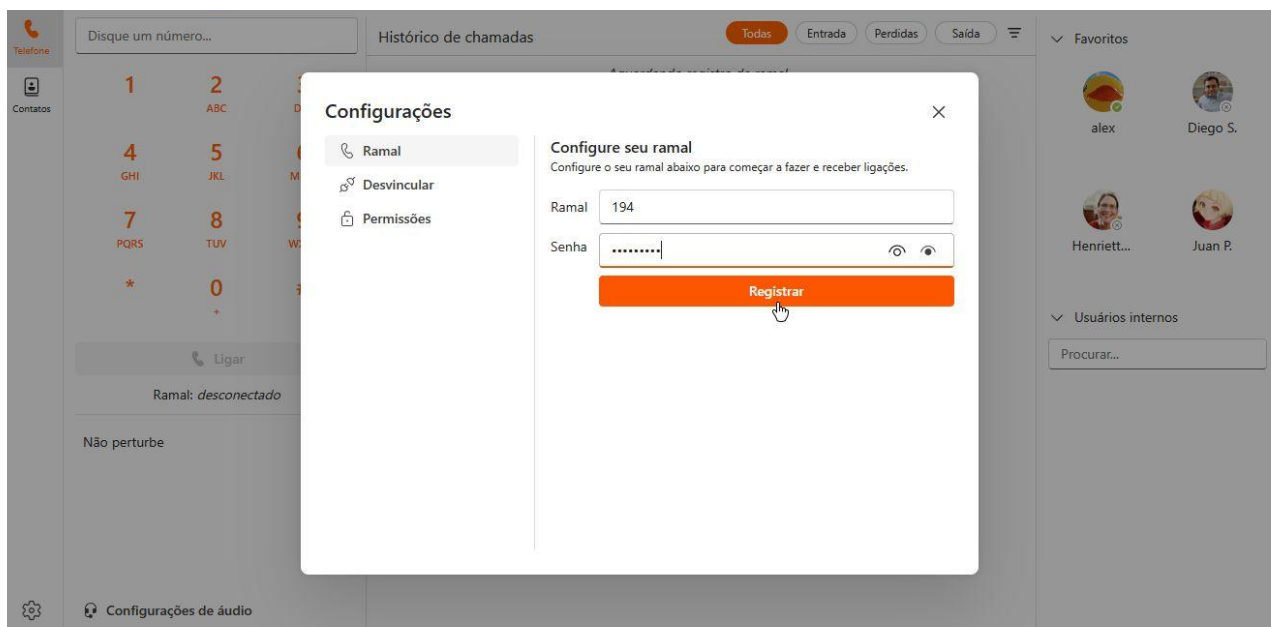 Telefone
Contatos
Disque um número...
1
2
ABC
4
GHI
5
JKL
7
PQRS
8
TUV
*
0
+
Ligar
Ramal: desconectado
Não perturbe
Configurações de áudio
Histórico de chamadas
Todas
Entrada
Perdidas
Saída
Configurações
Ramal
Desvincular
Permissões
Configure seu ramal
Configure o seu ramal abaixo para começar a fazer e receber ligações.
Ramal
194
Senha
•••••••••
Registrar
Favoritos
alex
Diego S.
Henriett...
Juan P.
Usuários internos
Procurar...